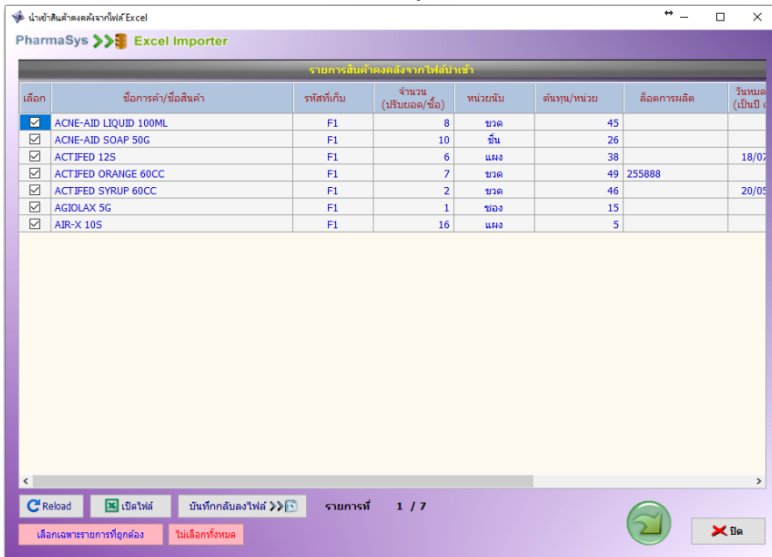 นำเข้าสินค้าคงคลังจากไฟล์ Excel
PharmaSys Excel Importer
รายการสินค้าคงคลังจากไฟล์นำเข้า
เลือก ชื่อการค้า/ชื่อสินค้า รหัสที่เก็บ จำนวน (ปรับยอด/ซื้อ) หน่วยนับ ต้นทุน/หน่วย ล็อตการผลิต วันหมด (เป็นปี
ACNE-AID LIQUID 100ML F1 8 ขวด 45
ACNE-AID SOAP 50G F1 10 ชิ้น 26
ACTIFED 12S F1 6 แผง 38 18/07
ACTIFED ORANGE 60CC F1 7 ขวด 49 255888
ACTIFED SYRUP 60CC F1 2 ขวด 46 20/05
AGIOLAX 5G F1 1 ซอง 15
AIR-X 10S F1 16 แผง 5
Reload เปิดไฟล์ บันทึกกลับลงไฟล์ >> รายการที่ 1 / 7
เลือกเฉพาะรายการที่ถูกต้อง ไม่เลือกทั้งหมด ปิด